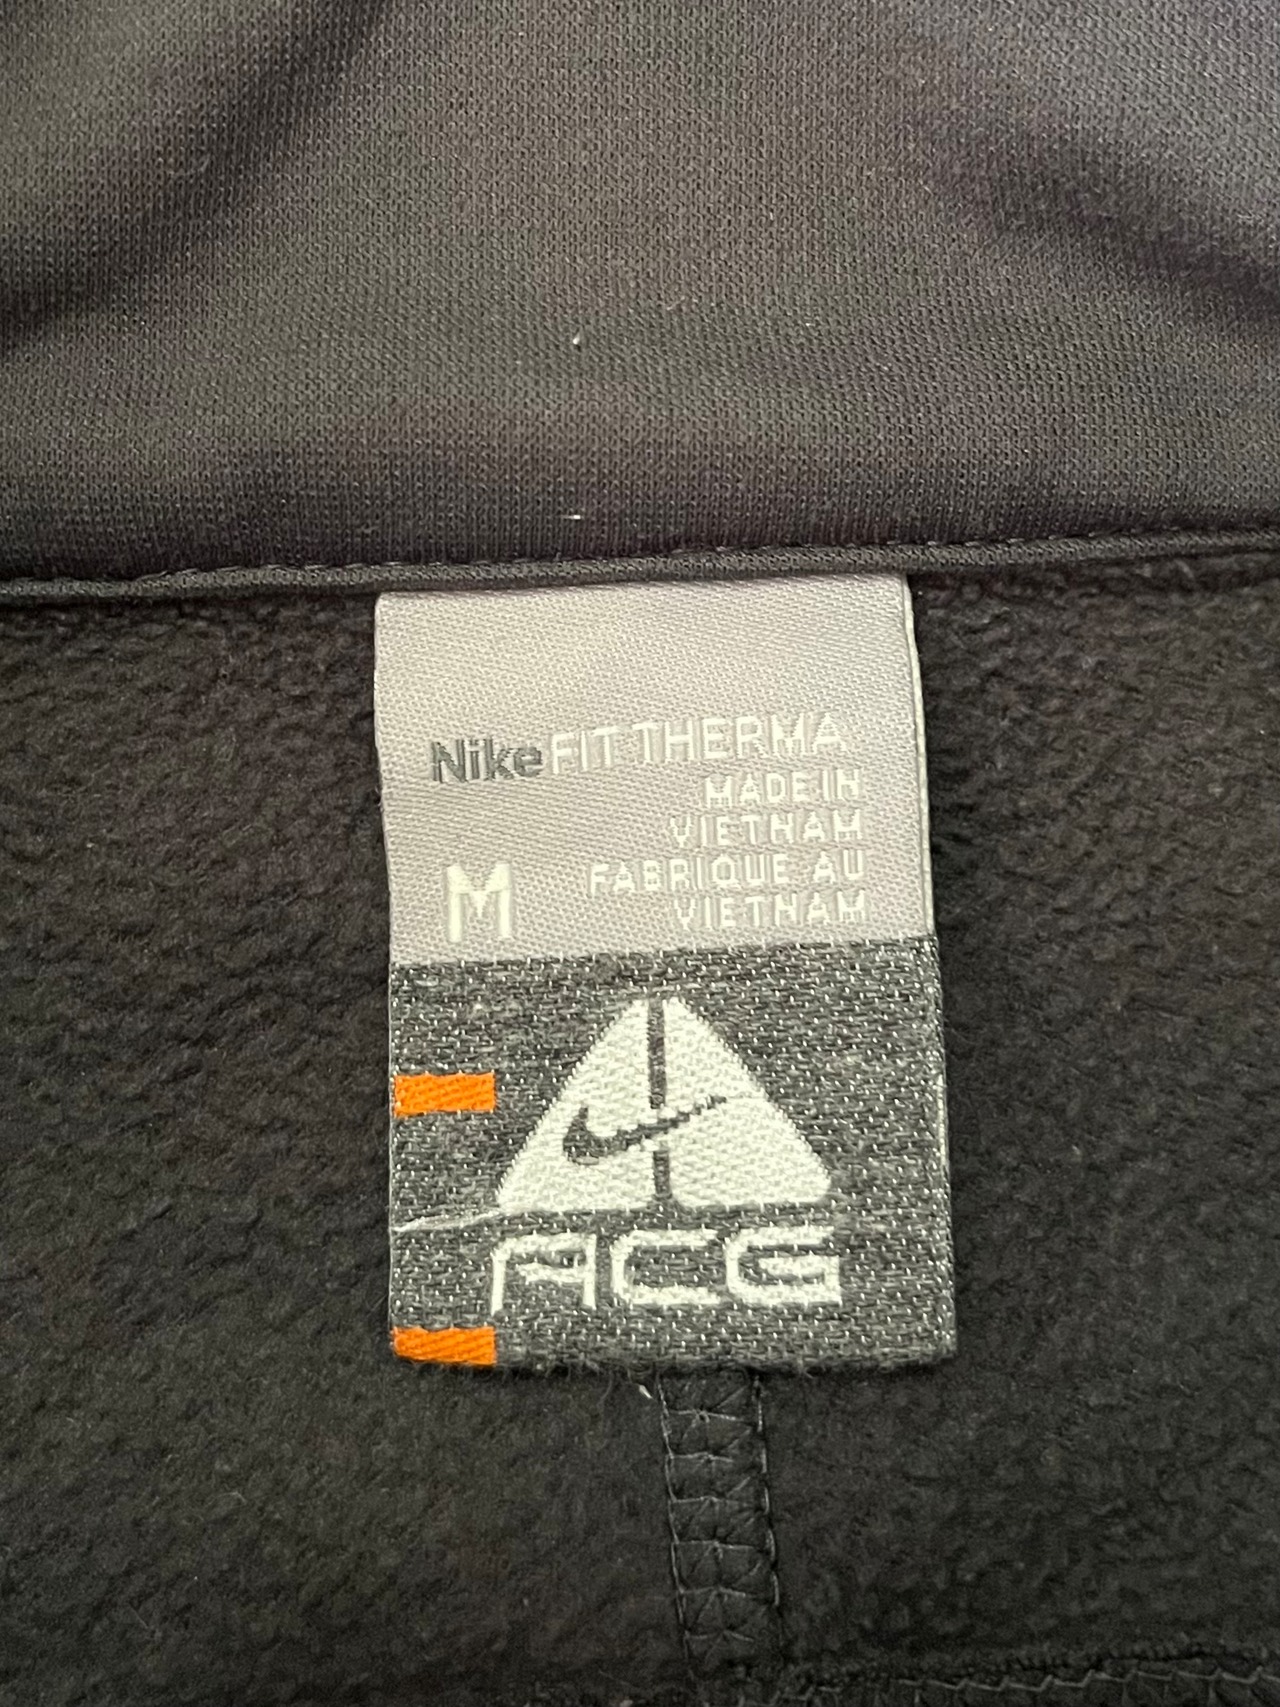 NikeFIT THERMA
MADE IN
VIETNAM
M FABRIQUE AU
VIETNAM
ACG